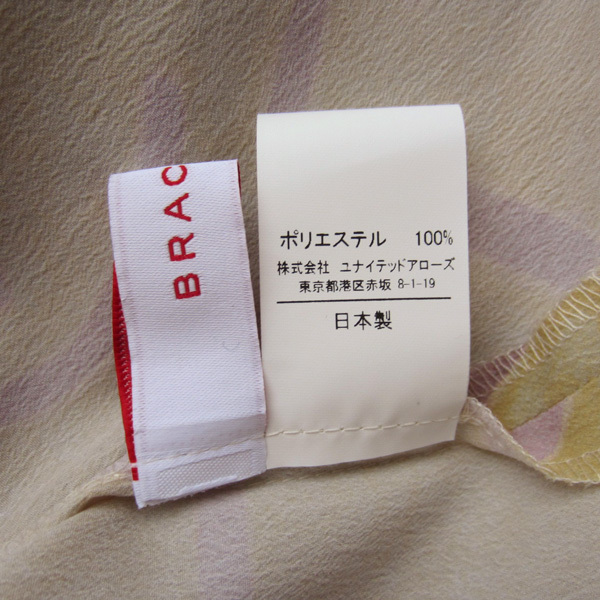 BRAC
ポリエステル 100%
株式会社 ユナイテッドアローズ
東京都港区赤坂 8-1-19
日本製